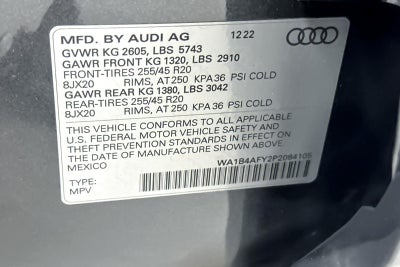 MFD. BY AUDI AG 12 22
GVWR KG 2605, LBS 5743
GAWR FRONT KG 1320, LBS 2910
FRONT-TIRES 255/45 R20
8JX20 RIMS, AT 250 KPA36 PSI COLD
GAWR REAR KG 1380, LBS 3042
REAR-TIRES 255/45 R20
8JX20 RIMS, AT 250 KPA 36 PSI COLD
THIS VEHICLE CONFORMS TO ALL APPLICABLE
U.S. FEDERAL MOTOR VEHICLE SAFETY AND
THEFT PREVENTION STANDARDS IN EFFECT ON
THE DATE OF MANUFACTURE SHOWN ABOVE.
MEXICO
WA1B4AFY2P2084105
TYPE:
MPV